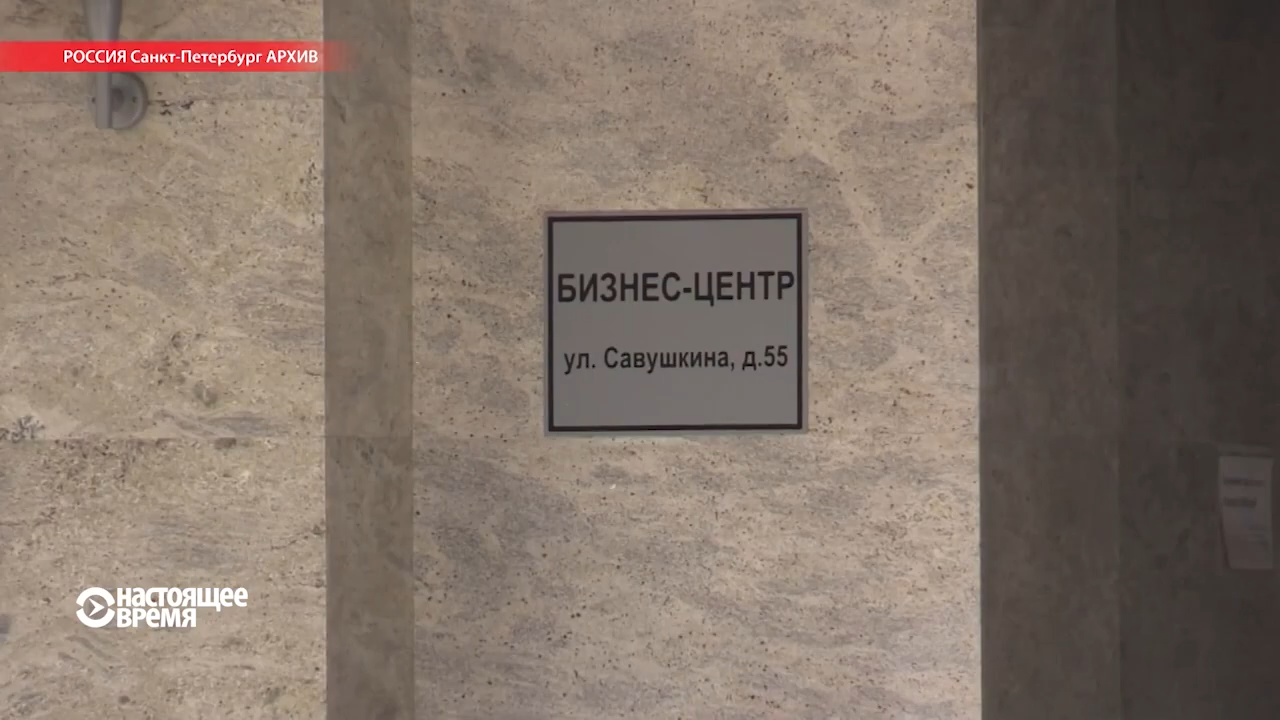 РОССИЯ Санкт-Петербург АРХИВ
БИЗНЕС-ЦЕНТР
ул. Савушкина, д.55
НАСТОЯЩЕЕ
ВРЕМЯ